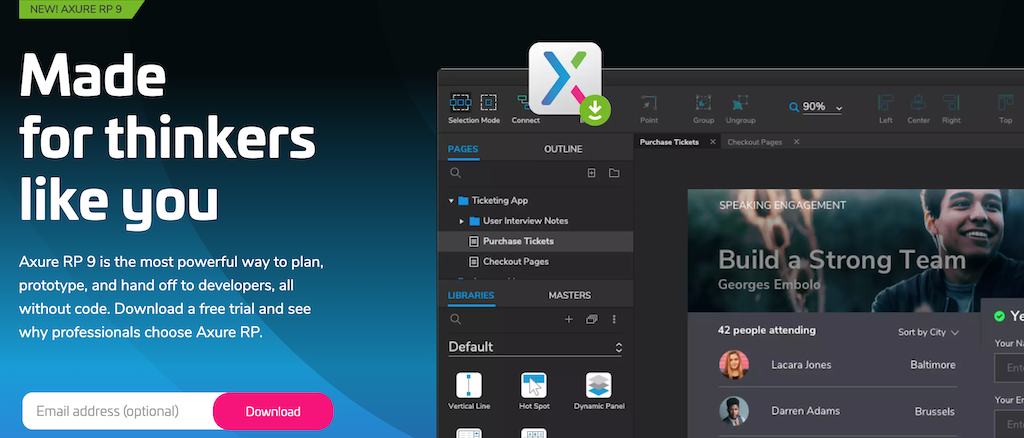 NEW! AXURE RP 9
Made
for thinkers
like you
Axure RP 9 is the most powerful way to plan,
prototype, and hand off to developers, all
without code. Download a free trial and see
why professionals choose Axure RP.
Email address (optional)
Download
Selection Mode
Connect
Point
Group
Ungroup
90%
Left
Center
Right
Top
PAGES
OUTLINE
Ticketing App
User Interview Notes
Purchase Tickets
Checkout Pages
LIBRARIES
MASTERS
Default
Vertical Line
Hot Spot
Dynamic Panel
Purchase Tickets
Checkout Pages
SPEAKING ENGAGEMENT
Build a Strong Team
Georges Embolo
42 people attending
Sort by City
Lacara Jones
Baltimore
Darren Adams
Brussels
Ye
Your Na
Ente
Your E
Ente